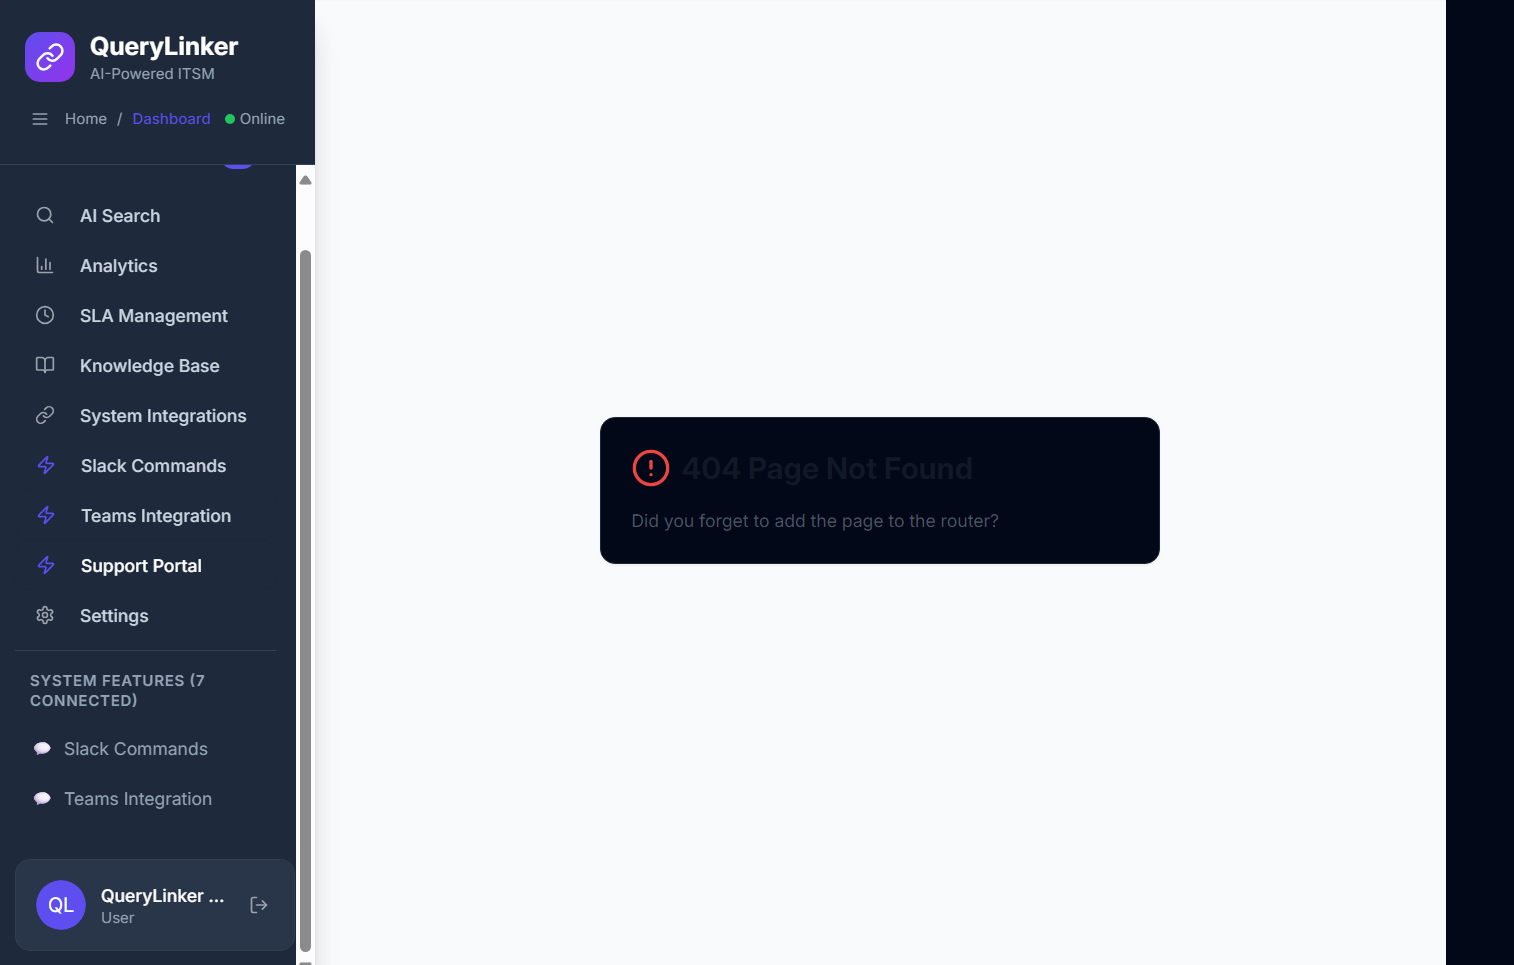 QueryLinker
AI-Powered ITSM
Home / Dashboard Online
AI Search
Analytics
SLA Management
Knowledge Base
System Integrations
Slack Commands
Teams Integration
Support Portal
Settings
SYSTEM FEATURES (7
CONNECTED)
Slack Commands
Teams Integration
QL
QueryLinker ...
User
404 Page Not Found
Did you forget to add the page to the router?